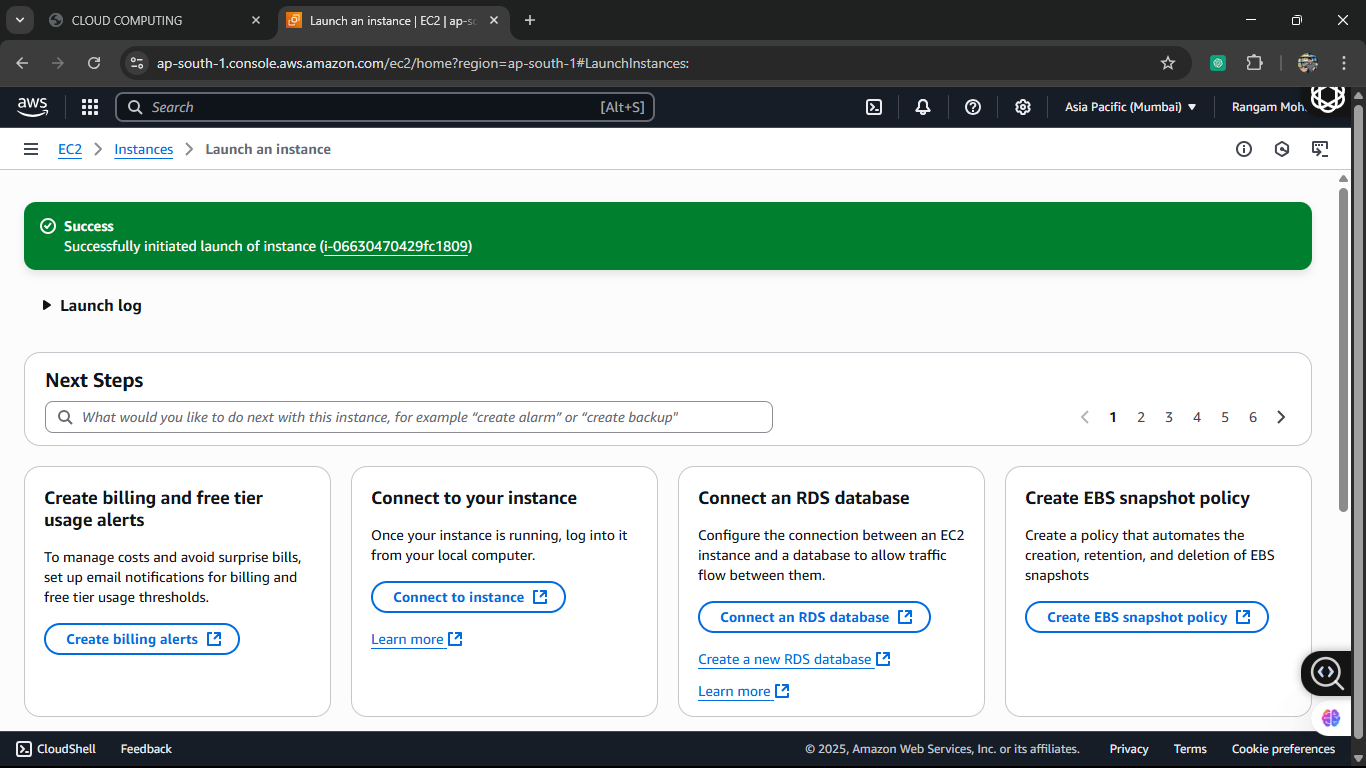 CLOUD COMPUTING
Launch an instance | EC2 | ap-sc
ap-south-1.console.aws.amazon.com/ec2/home?region=ap-south-1#LaunchInstances:
aws
Search
[Alt+S]
Asia Pacific (Mumbai)
Rangam Moh
EC2
Instances
Launch an instance
Success
Successfully initiated launch of instance (i-06630470429fc1809)
Launch log
Next Steps
What would you like to do next with this instance, for example “create alarm” or “create backup"
1 2 3 4 5 6
Create billing and free tier
usage alerts
To manage costs and avoid surprise bills,
set up email notifications for billing and
free tier usage thresholds.
Create billing alerts
Connect to your instance
Once your instance is running, log into it
from your local computer.
Connect to instance
Learn more
Connect an RDS database
Configure the connection between an EC2
instance and a database to allow traffic
flow between them.
Connect an RDS database
Create a new RDS database
Learn more
Create EBS snapshot policy
Create a policy that automates the
creation, retention, and deletion of EBS
snapshots
Create EBS snapshot policy
CloudShell
Feedback
© 2025, Amazon Web Services, Inc. or its affiliates.
Privacy
Terms
Cookie preferences